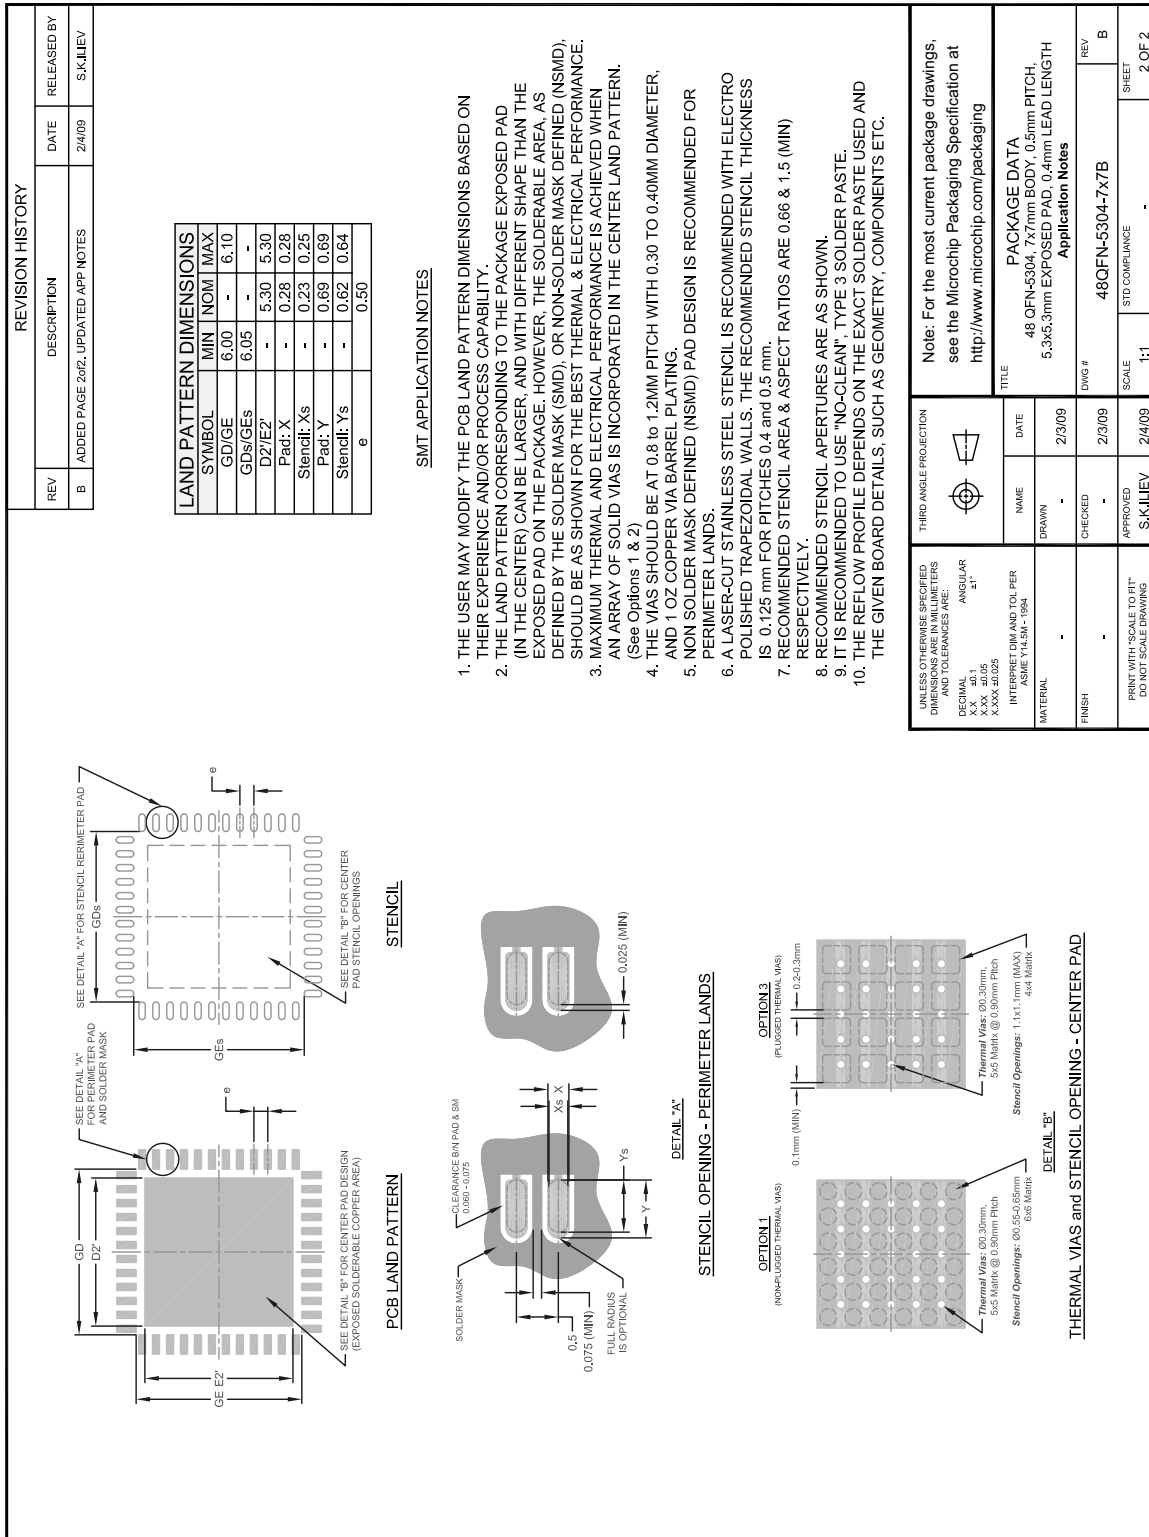 REVISION HISTORY
REV DESCRIPTION DATE RELEASED BY
B ADDED PAGE 2of2. UPDATED APP NOTES 2/4/09 S.K.ILIEV
SEE DETAIL "A"
FOR PERIMETER PAD
AND SOLDER MASK
GD
D2'
e
GE E2'
SEE DETAIL "B" FOR CENTER PAD DESIGN
(EXPOSED SOLDERABLE COPPER AREA)
PCB LAND PATTERN
SEE DETAIL "A" FOR STENCIL RERIMETER PAD
GDs
e
GEs
SEE DETAIL "B" FOR CENTER
PAD STENCIL OPENINGS
STENCIL
LAND PATTERN DIMENSIONS
SYMBOL MIN NOM MAX
GD/GE 6.00 - 6.10
GDs/GEs 6.05 - -
D2'/E2' - 5.30 5.30
Pad: X - 0.28 0.28
Stencil: Xs - 0.23 0.25
Pad: Y - 0.69 0.69
Stencil: Ys - 0.62 0.64
e 0.50
SOLDER MASK
CLEARANCE B/N PAD & SM
0.060 - 0.075
Xs X
Ys
Y
0.5
0.075 (MIN)
FULL RADIUS
IS OPTIONAL
0.025 (MIN)
DETAIL "A"
STENCIL OPENING - PERIMETER LANDS
OPTION 1
(NON-PLUGGED THERMAL VIAS)
Thermal Vias: Ø0.30mm,
5x5 Matrix @ 0.90mm Pitch
Stencil Openings: Ø0.55-0.65mm
6x6 Matrix
OPTION 3
(PLUGGED THERMAL VIAS)
0.1mm (MIN)
0.2-0.3mm
Thermal Vias: Ø0.30mm,
5x5 Matrix @ 0.90mm Pitch
Stencil Openings: 1.1x1.1mm (MAX)
4x4 Matrix
DETAIL "B"
THERMAL VIAS and STENCIL OPENING - CENTER PAD
SMT APPLICATION NOTES
1. THE USER MAY MODIFY THE PCB LAND PATTERN DIMENSIONS BASED ON
THEIR EXPERIENCE AND/OR PROCESS CAPABILITY.
2. THE LAND PATTERN CORRESPONDING TO THE PACKAGE EXPOSED PAD
(IN THE CENTER) CAN BE LARGER, AND WITH DIFFERENT SHAPE THAN THE
EXPOSED PAD ON THE PACKAGE. HOWEVER, THE SOLDERABLE AREA, AS
DEFINED BY THE SOLDER MASK (SMD), OR NON-SOLDER MASK DEFINED (NSMD),
SHOULD BE AS SHOWN FOR THE BEST THERMAL & ELECTRICAL PERFORMANCE.
3. MAXIMUM THERMAL AND ELECTRICAL PERFORMANCE IS ACHIEVED WHEN
AN ARRAY OF SOLID VIAS IS INCORPORATED IN THE CENTER LAND PATTERN.
(See Options 1 & 2)
4. THE VIAS SHOULD BE AT 0.8 to 1.2MM PITCH WITH 0.30 TO 0.40MM DIAMETER,
AND 1 OZ COPPER VIA BARREL PLATING.
5. NON SOLDER MASK DEFINED (NSMD) PAD DESIGN IS RECOMMENDED FOR
PERIMETER LANDS.
6. A LASER-CUT STAINLESS STEEL STENCIL IS RECOMMENDED WITH ELECTRO
POLISHED TRAPEZOIDAL WALLS. THE RECOMMENDED STENCIL THICKNESS
IS 0.125 mm FOR PITCHES 0.4 and 0.5 mm.
7. RECOMMENDED STENCIL AREA & ASPECT RATIOS ARE 0.66 & 1.5 (MIN)
RESPECTIVELY.
8. RECOMMENDED STENCIL APERTURES ARE AS SHOWN.
9. IT IS RECOMMENDED TO USE "NO-CLEAN", TYPE 3 SOLDER PASTE.
10. THE REFLOW PROFILE DEPENDS ON THE EXACT SOLDER PASTE USED AND
THE GIVEN BOARD DETAILS, SUCH AS GEOMETRY, COMPONENTS ETC.
UNLESS OTHERWISE SPECIFIED
DIMENSIONS ARE IN MILLIMETERS
AND TOLERANCES ARE:
DECIMAL ANGULAR
X.X ±0.1 ±1°
X.XX ±0.05
X.XXX ±0.025
INTERPRET DIM AND TOL PER
ASME Y14.5M - 1994
MATERIAL
-
FINISH
-
PRINT WITH "SCALE TO FIT"
DO NOT SCALE DRAWING
THIRD ANGLE PROJECTION
NAME DATE
DRAWN
- 2/3/09
CHECKED
- 2/3/09
APPROVED
S.K.ILIEV 2/4/09
Note: For the most current package drawings,
see the Microchip Packaging Specification at
http://www.microchip.com/packaging
TITLE
PACKAGE DATA
48 QFN-5304, 7x7mm BODY, 0.5mm PITCH,
5.3x5.3mm EXPOSED PAD, 0.4mm LEAD LENGTH
Application Notes
DWG # REV
48QFN-5304-7x7B B
SCALE STD COMPLIANCE SHEET
1:1 - 2 OF 2